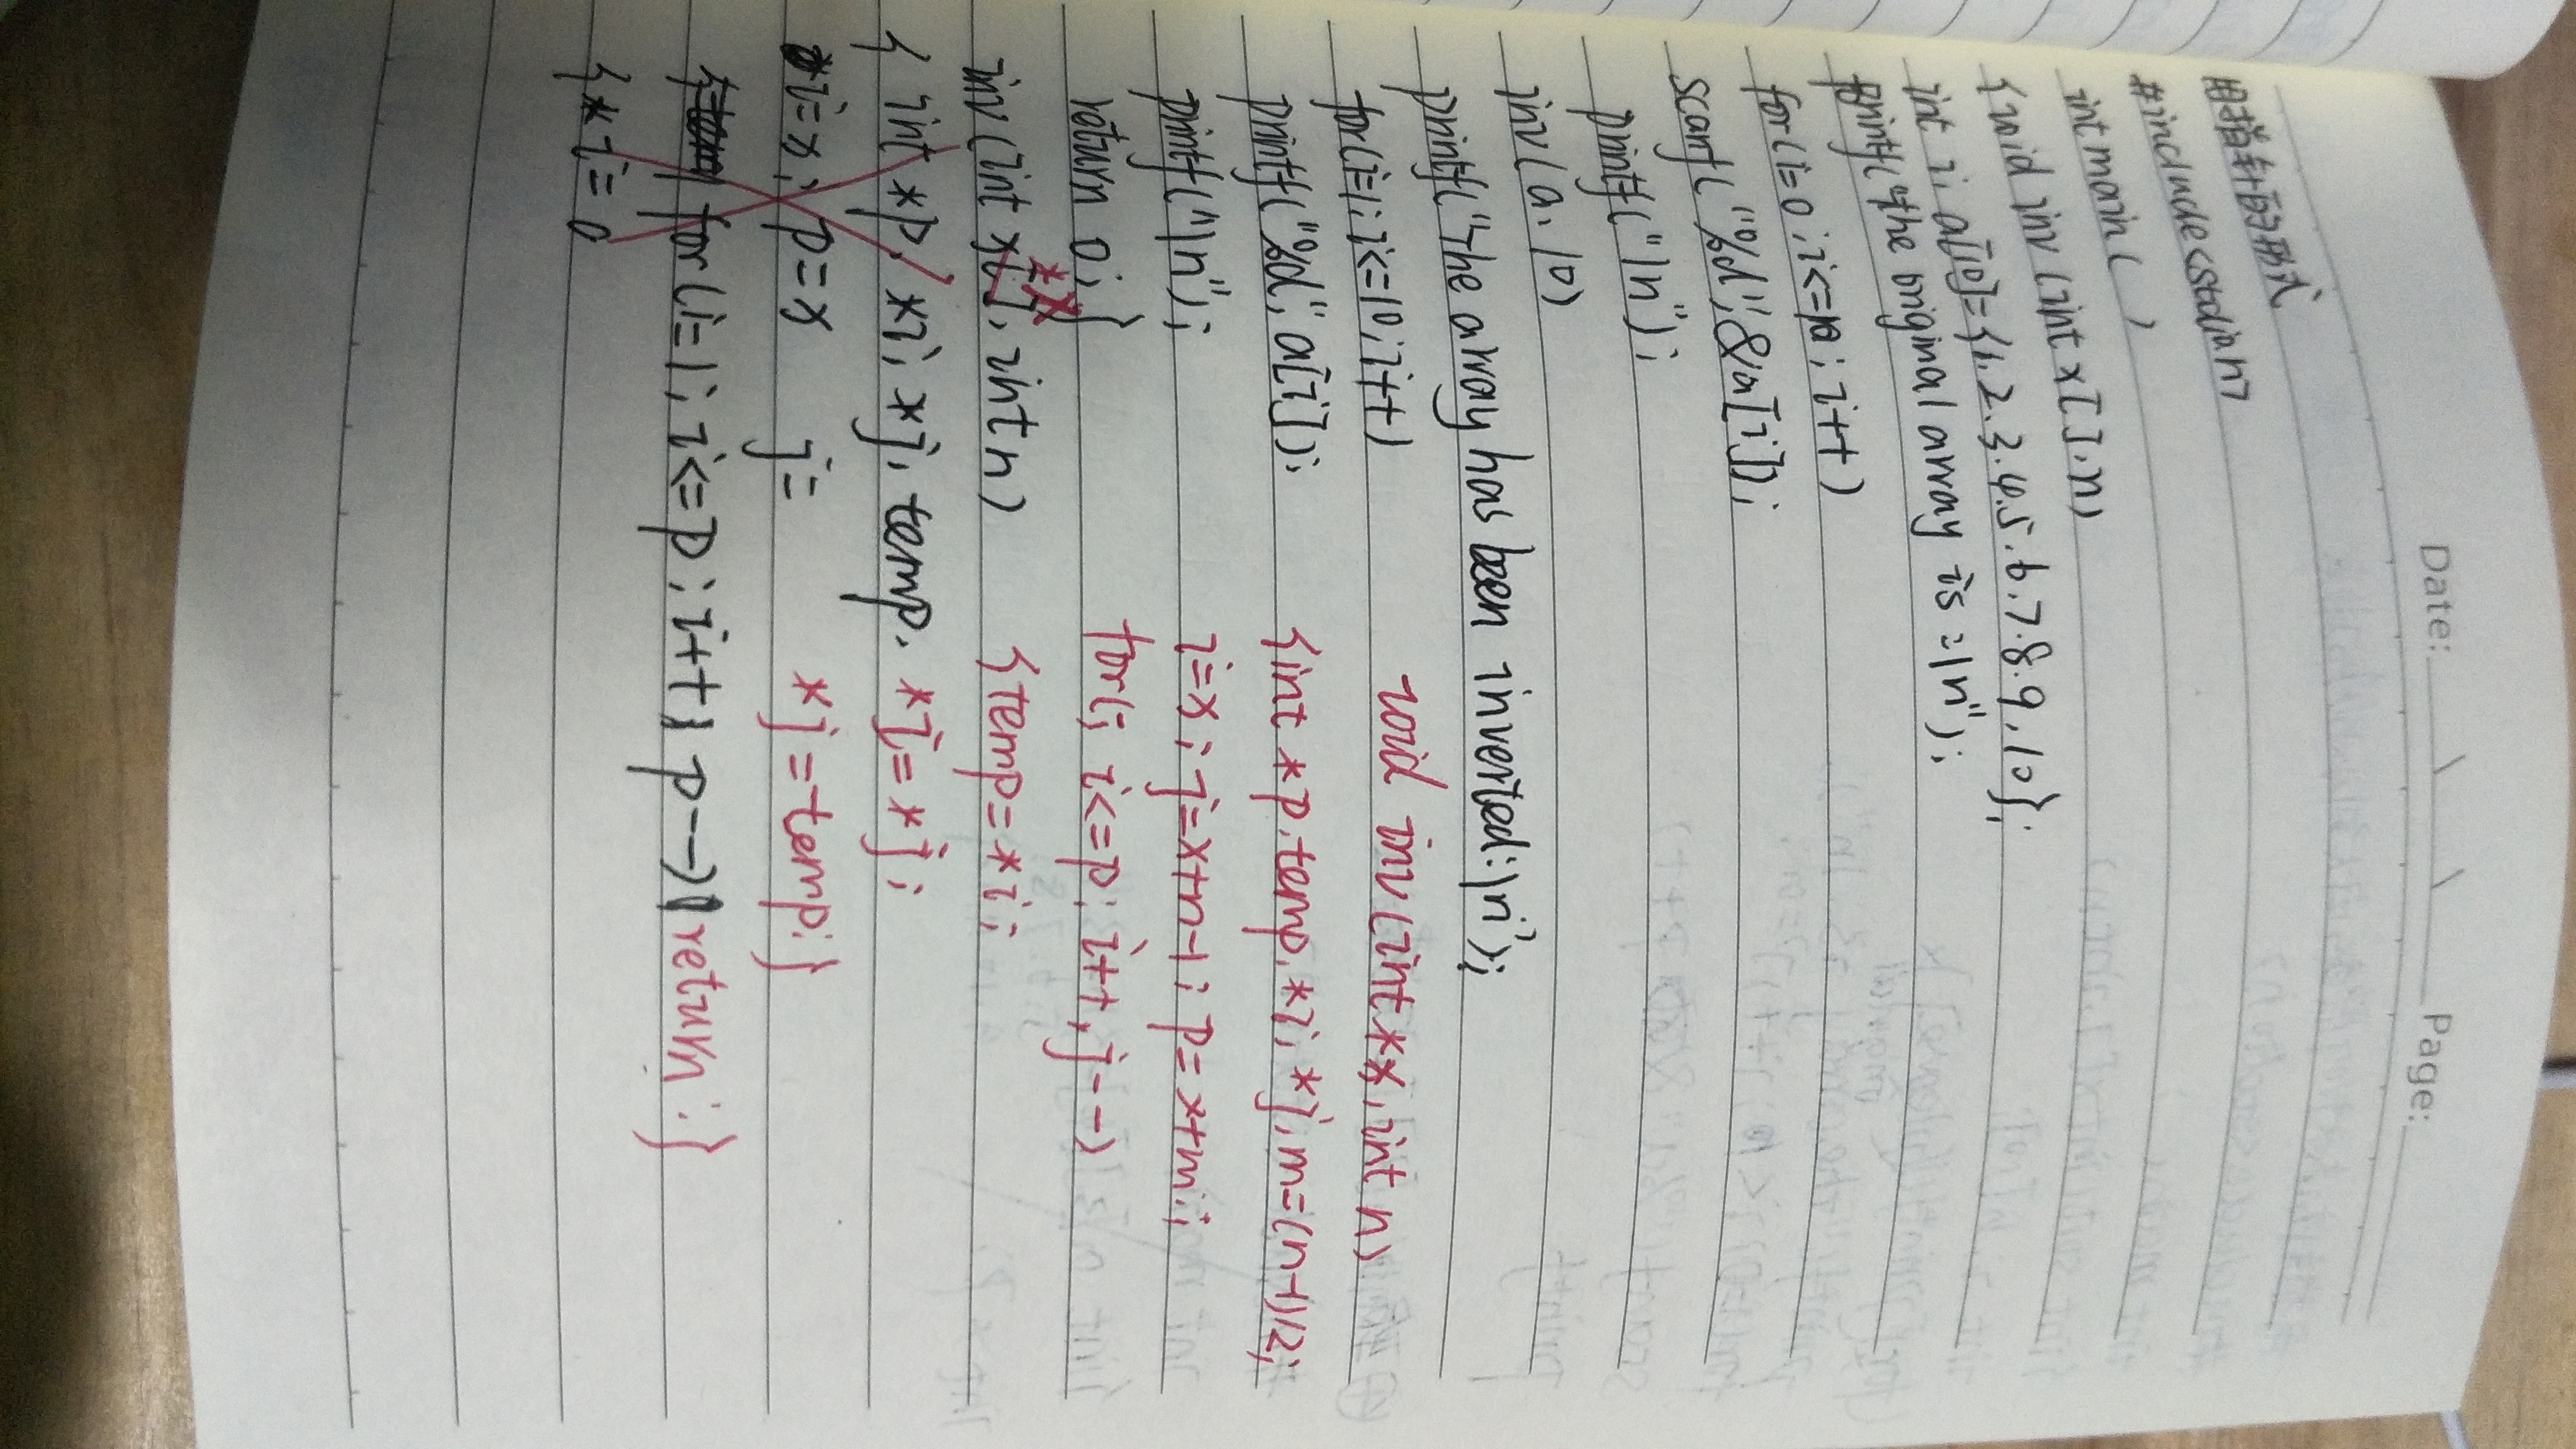 Date: Page:
用指针的形式
#include<stdio.h>
int main( )
{void inv (int x[].n)
int i, a[10]={1,2.3.4.5.6.7.8.9.10};
printf("the original array is:\n");
for(i=0;i<=10;i++)
scanf("%d",&a[i]);
printf("\n");
inv(a.10)
printf("The array has been inverted:\n");
for(i=1;i<=10;i++)
printf("%d",a[i]);
printf("\n");
return 0;}
inv(int x[], int n)
*x
{ int *p, *i, *j, temp.
*i=x; p=x j=
for(i=1;i<=p;i++) p--)
{*i=0
void inv(int *x,int n)
{int *p.temp,*i,*j,m=(n-1)/2;
i=x;j=x+n-1;p=x+m;
for(;i<=p;i++,j--)
{temp=*i;
*i=*j;
*j=temp;}
return;}